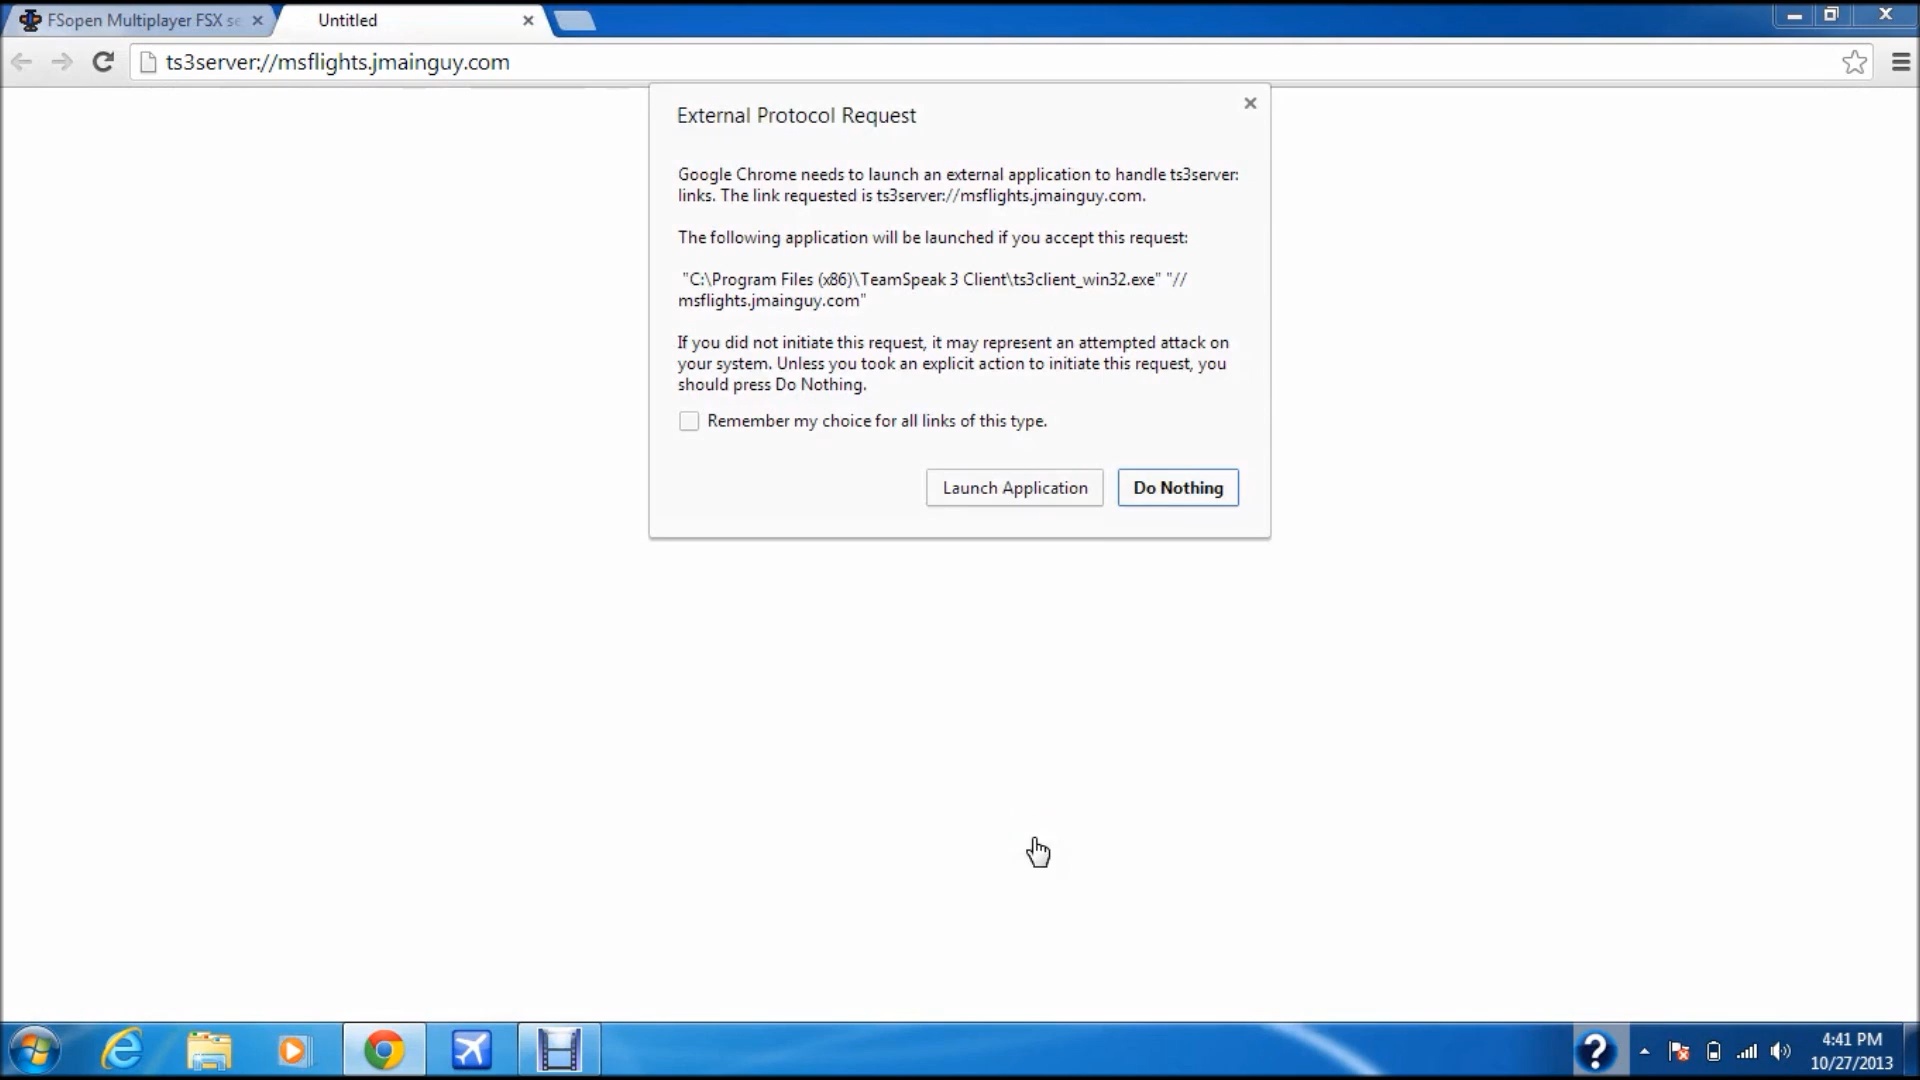 FSopen Multiplayer FSX se
Untitled
ts3server://msflights.jmainguy.com
External Protocol Request
Google Chrome needs to launch an external application to handle ts3server:
links. The link requested is ts3server://msflights.jmainguy.com.
The following application will be launched if you accept this request:
"C:\Program Files (x86)\TeamSpeak 3 Client\ts3client_win32.exe" "//
msflights.jmainguy.com"
If you did not initiate this request, it may represent an attempted attack on
your system. Unless you took an explicit action to initiate this request, you
should press Do Nothing.
Remember my choice for all links of this type.
Launch Application
Do Nothing
4:41 PM
10/27/2013